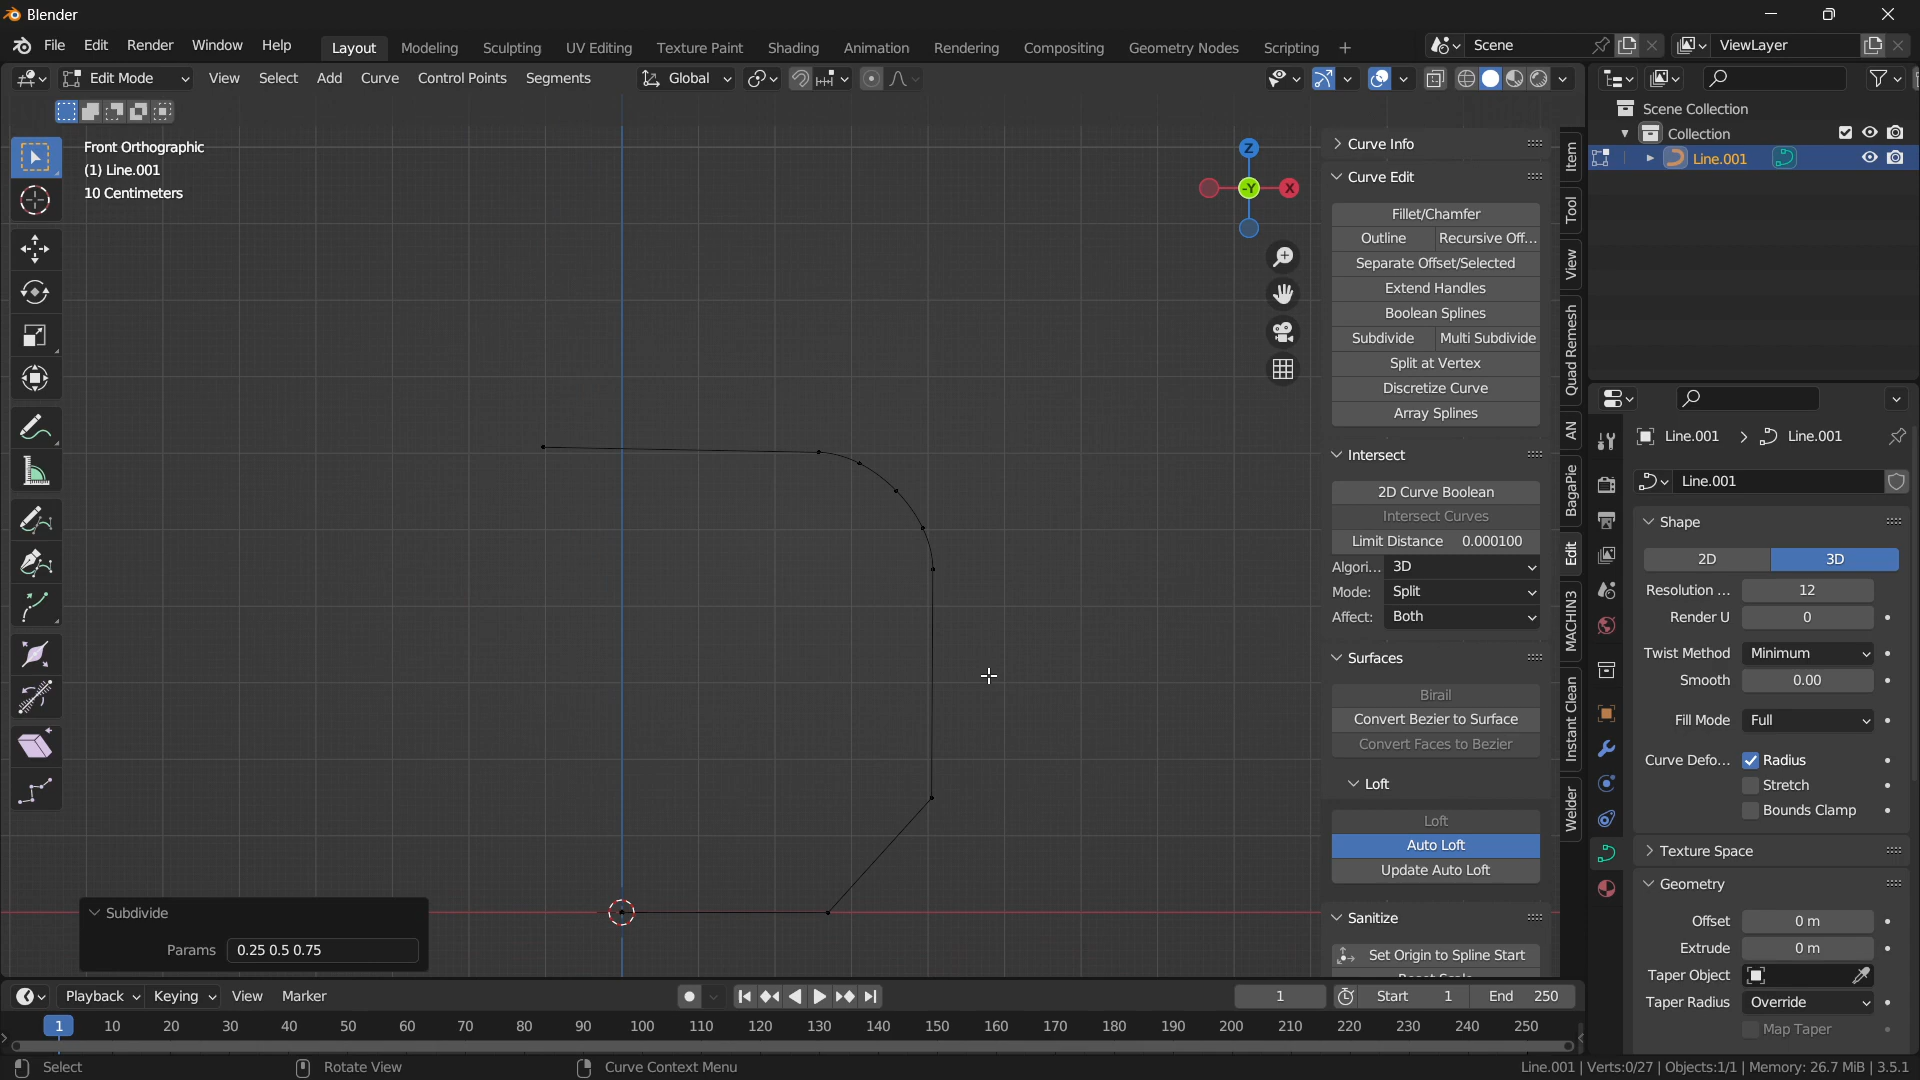 Blender
File Edit Render Window Help
Layout Modeling Sculpting UV Editing Texture Paint Shading Animation Rendering Compositing Geometry Nodes Scripting +
Scene
ViewLayer
Edit Mode View Select Add Curve Control Points Segments
Global
Front Orthographic
(1) Line.001
10 Centimeters
Z
-Y
X
Curve Info
Curve Edit
Fillet/Chamfer
Outline Recursive Off...
Separate Offset/Selected
Extend Handles
Boolean Splines
Subdivide Multi Subdivide
Split at Vertex
Discretize Curve
Array Splines
Intersect
2D Curve Boolean
Intersect Curves
Limit Distance 0.000100
Algori... 3D
Mode: Split
Affect: Both
Surfaces
Birail
Convert Bezier to Surface
Convert Faces to Bezier
Loft
Loft
Auto Loft
Update Auto Loft
Sanitize
Set Origin to Spline Start
Item
Tool
View
Quad Remesh
AN
BagaPie
Edit
MACHIN3
Instant Clean
Welder
Scene Collection
Collection
Line.001
Line.001 Line.001
Line.001
Shape
2D 3D
Resolution ... 12
Render U 0
Twist Method Minimum
Smooth 0.00
Fill Mode Full
Curve Defo... Radius
Stretch
Bounds Clamp
Texture Space
Geometry
Offset 0 m
Extrude 0 m
Taper Object
Taper Radius Override
Map Taper
Subdivide
Params 0.25 0.5 0.75
Playback Keying View Marker
1 Start 1 End 250
1 10 20 30 40 50 60 70 80 90 100 110 120 130 140 150 160 170 180 190 200 210 220 230 240 250
Select Rotate View Curve Context Menu
Line.001 | Verts:0/27 | Objects:1/1 | Memory: 26.7 MiB | 3.5.1